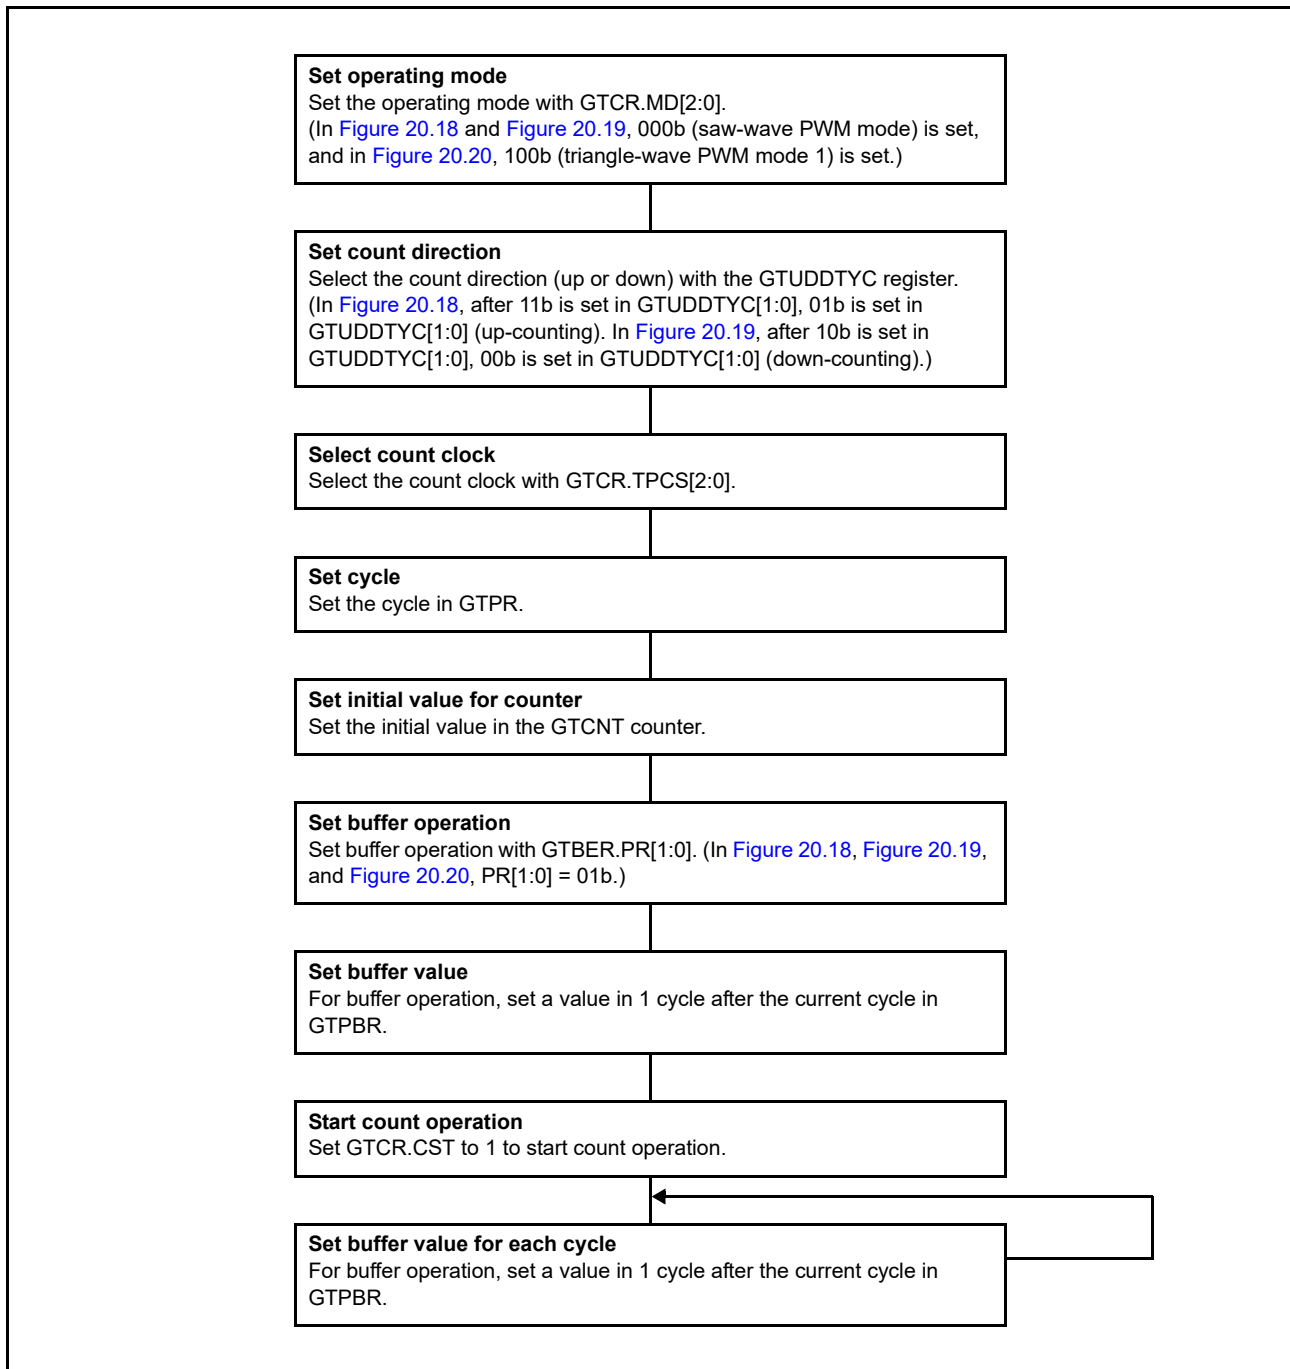 Set operating mode
Set the operating mode with GTCR.MD[2:0].
(In Figure 20.18 and Figure 20.19, 000b (saw-wave PWM mode) is set,
and in Figure 20.20, 100b (triangle-wave PWM mode 1) is set.)
Set count direction
Select the count direction (up or down) with the GTUDDTYC register.
(In Figure 20.18, after 11b is set in GTUDDTYC[1:0], 01b is set in
GTUDDTYC[1:0] (up-counting). In Figure 20.19, after 10b is set in
GTUDDTYC[1:0], 00b is set in GTUDDTYC[1:0] (down-counting).)
Select count clock
Select the count clock with GTCR.TPCS[2:0].
Set cycle
Set the cycle in GTPR.
Set initial value for counter
Set the initial value in the GTCNT counter.
Set buffer operation
Set buffer operation with GTBER.PR[1:0]. (In Figure 20.18, Figure 20.19,
and Figure 20.20, PR[1:0] = 01b.)
Set buffer value
For buffer operation, set a value in 1 cycle after the current cycle in
GTPBR.
Start count operation
Set GTCR.CST to 1 to start count operation.
Set buffer value for each cycle
For buffer operation, set a value in 1 cycle after the current cycle in
GTPBR.